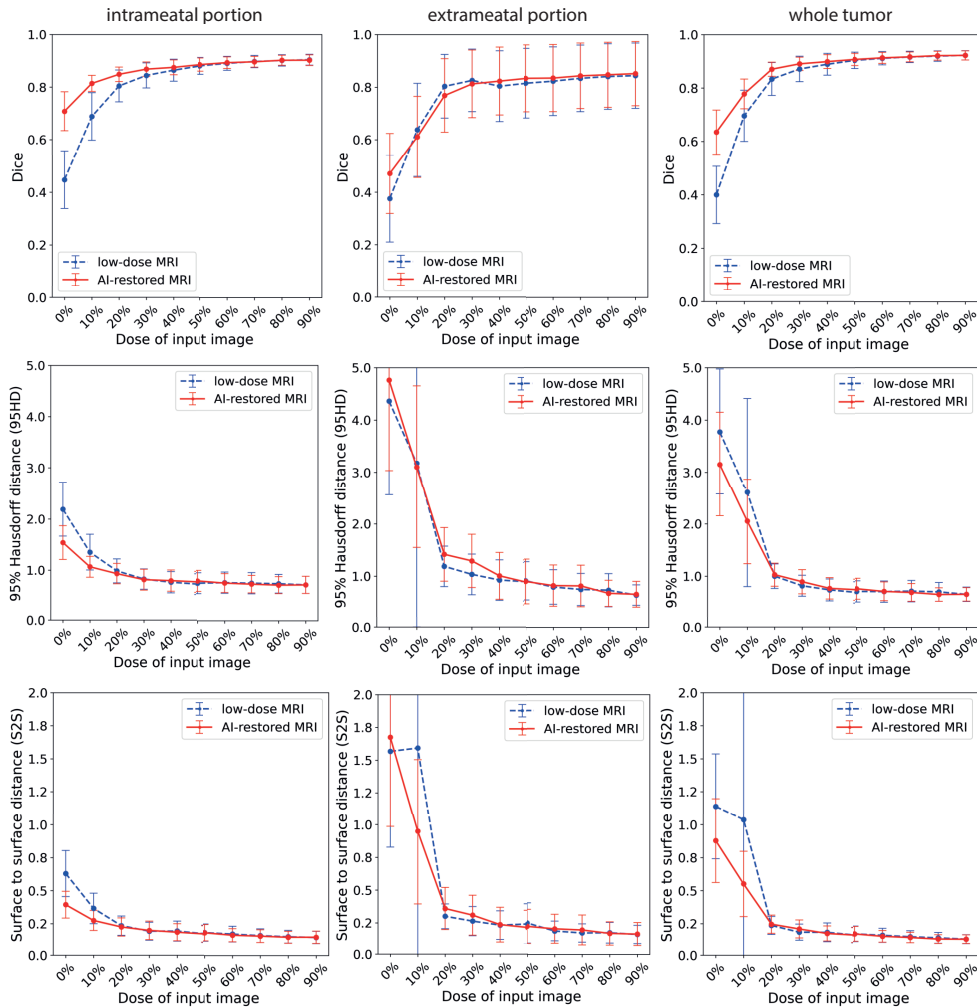 intrameatal portion
extrameatal portion
whole tumor
Dice
1.0
0.8
0.6
0.4
0.2
0.0
low-dose MRI
AI-restored MRI
0% 10% 20% 30% 40% 50% 60% 70% 80% 90%
Dose of input image
Dice
1.0
0.8
0.6
0.4
0.2
0.0
low-dose MRI
AI-restored MRI
0% 10% 20% 30% 40% 50% 60% 70% 80% 90%
Dose of input image
Dice
1.0
0.8
0.6
0.4
0.2
0.0
low-dose MRI
AI-restored MRI
0% 10% 20% 30% 40% 50% 60% 70% 80% 90%
Dose of input image
95% Hausdorff distance (95HD)
5.0
4.0
3.0
2.0
1.0
0.0
low-dose MRI
AI-restored MRI
0% 10% 20% 30% 40% 50% 60% 70% 80% 90%
Dose of input image
95% Hausdorff distance (95HD)
5.0
4.0
3.0
2.0
1.0
0.0
low-dose MRI
AI-restored MRI
0% 10% 20% 30% 40% 50% 60% 70% 80% 90%
Dose of input image
95% Hausdorff distance (95HD)
5.0
4.0
3.0
2.0
1.0
0.0
low-dose MRI
AI-restored MRI
0% 10% 20% 30% 40% 50% 60% 70% 80% 90%
Dose of input image
Surface to surface distance (S2S)
2.0
1.8
1.5
1.2
1.0
0.8
0.5
0.2
0.0
low-dose MRI
AI-restored MRI
0% 10% 20% 30% 40% 50% 60% 70% 80% 90%
Dose of input image
Surface to surface distance (S2S)
2.0
1.8
1.5
1.2
1.0
0.8
0.5
0.2
0.0
low-dose MRI
AI-restored MRI
0% 10% 20% 30% 40% 50% 60% 70% 80% 90%
Dose of input image
Surface to surface distance (S2S)
2.0
1.8
1.5
1.2
1.0
0.8
0.5
0.2
0.0
low-dose MRI
AI-restored MRI
0% 10% 20% 30% 40% 50% 60% 70% 80% 90%
Dose of input image